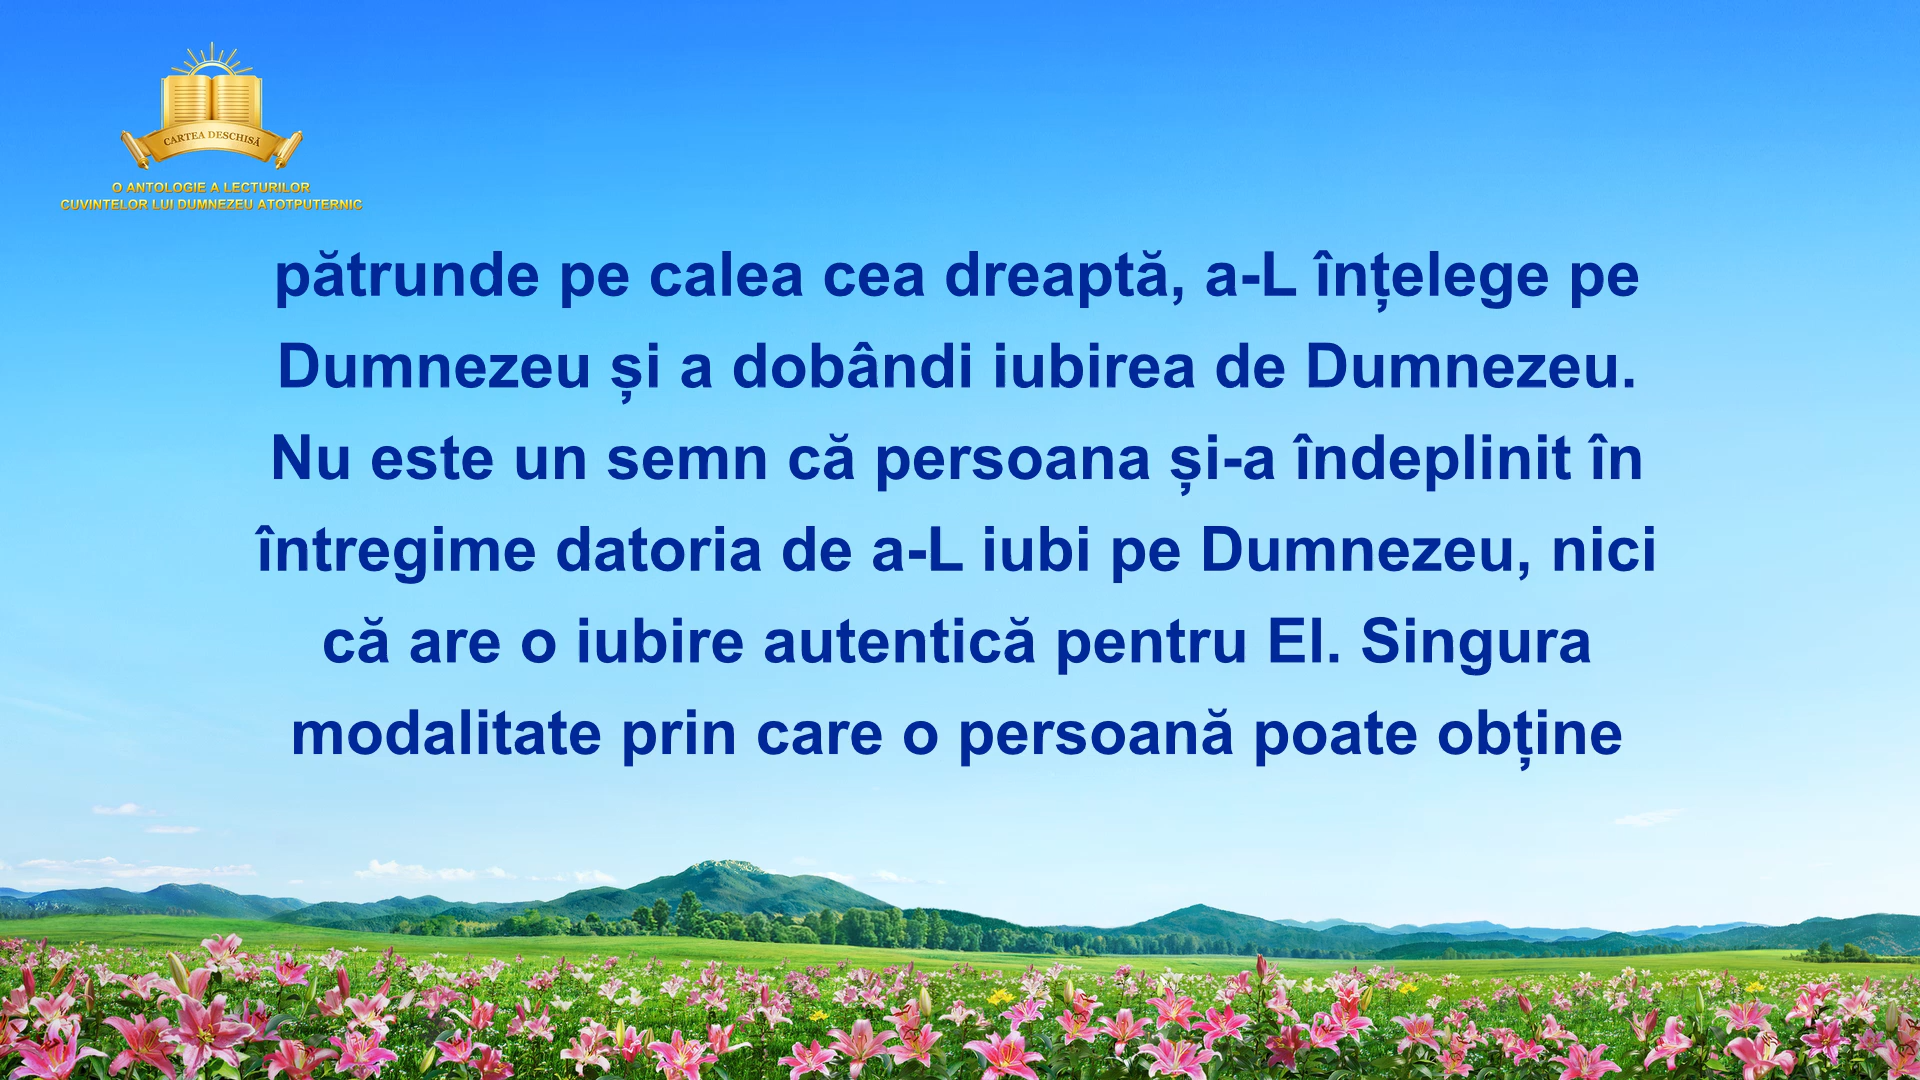 CARTEA DESCHISĂ
O ANTOLOGIE A LECTURILOR
CUVINTELOR LUI DUMNEZEU ATOTPUTERNIC
pătrunde pe calea cea dreaptă, a-L înțelege pe
Dumnezeu și a dobândi iubirea de Dumnezeu.
Nu este un semn că persoana și-a îndeplinit în
întregime datoria de a-L iubi pe Dumnezeu, nici
că are o iubire autentică pentru El. Singura
modalitate prin care o persoană poate obține